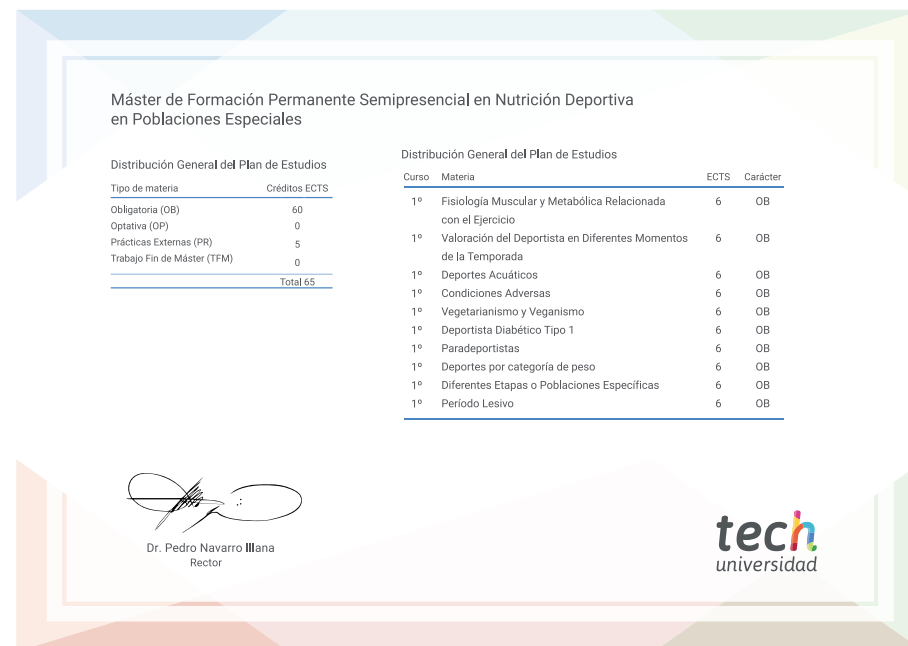 Máster de Formación Permanente Semipresencial en Nutrición Deportiva
en Poblaciones Especiales
Distribución General del Plan de Estudios
Tipo de materia Créditos ECTS
Obligatoria (OB) 60
Optativa (OP) 0
Prácticas Externas (PR) 5
Trabajo Fin de Máster (TFM) 0
Total 65
Distribución General del Plan de Estudios
Curso Materia ECTS Carácter
1º Fisiología Muscular y Metabólica Relacionada 6 OB
con el Ejercicio
1º Valoración del Deportista en Diferentes Momentos 6 OB
de la Temporada
1º Deportes Acuáticos 6 OB
1º Condiciones Adversas 6 OB
1º Vegetarianismo y Veganismo 6 OB
1º Deportista Diabético Tipo 1 6 OB
1º Paradeportistas 6 OB
1º Deportes por categoría de peso 6 OB
1º Diferentes Etapas o Poblaciones Específicas 6 OB
1º Período Lesivo 6 OB
Dr. Pedro Navarro Illana
Rector
tech
universidad